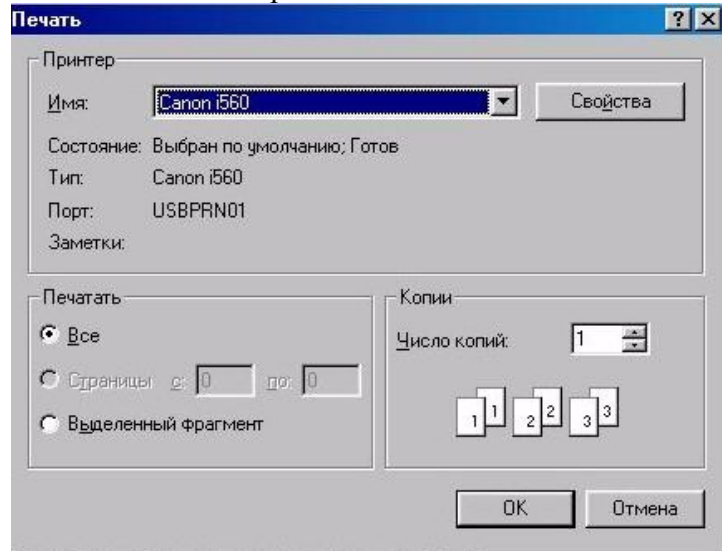 Печать
Принтер
Имя: Canon i560 Свойства
Состояние: Выбран по умолчанию; Готов
Тип: Canon i560
Порт: USBPRN01
Заметки:
Печатать
Все
Страницы с: 0 по: 0
Выделенный фрагмент
Копии
Число копий: 1
1 1 2 2 3 3
OK Отмена